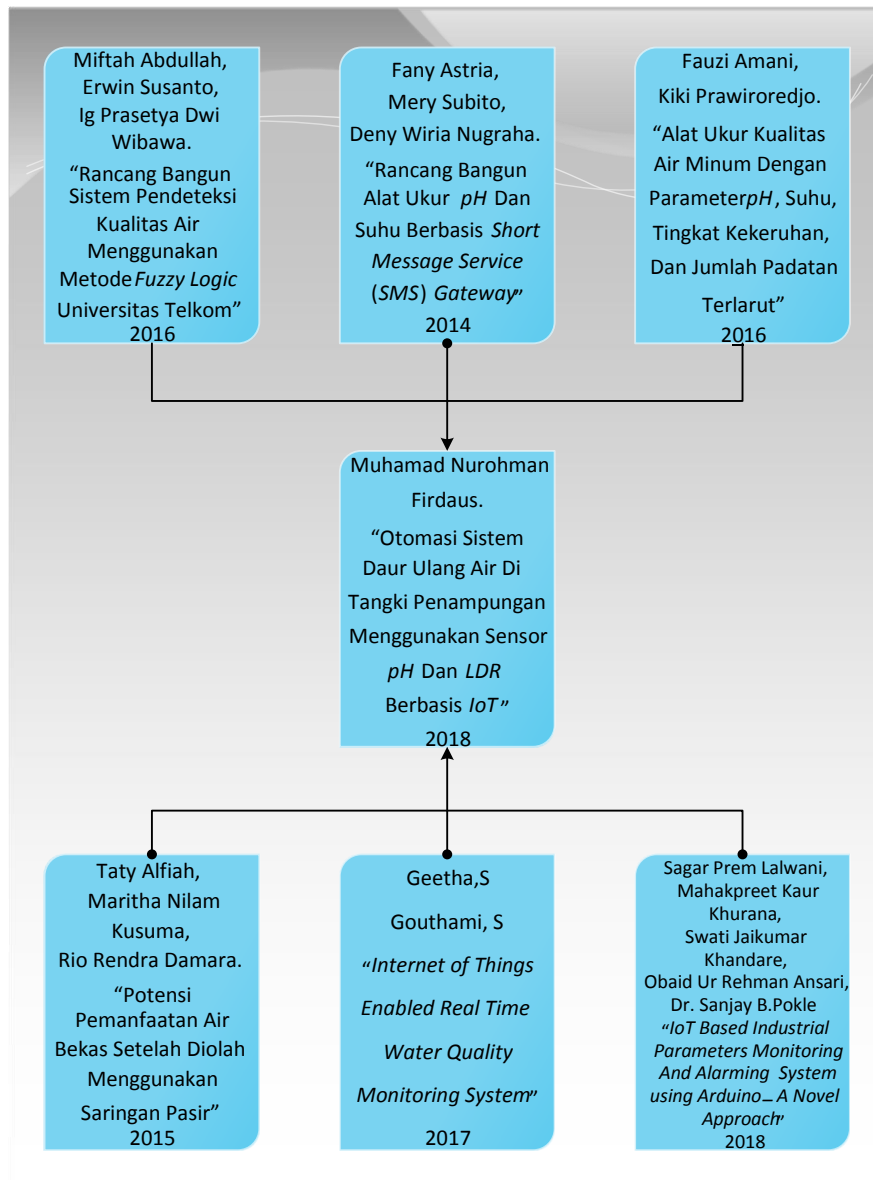 Miftah Abdullah,
Erwin Susanto,
Ig Prasetya Dwi
Wibawa.
“Rancang Bangun
Sistem Pendeteksi
Kualitas Air
Menggunakan
Metode Fuzzy Logic
Universitas Telkom”
2016
Fany Astria,
Mery Subito,
Deny Wiria Nugraha.
“Rancang Bangun
Alat Ukur pH Dan
Suhu Berbasis Short
Message Service
(SMS) Gateway”
2014
Fauzi Amani,
Kiki Prawiroredjo.
“Alat Ukur Kualitas
Air Minum Dengan
ParameterpH, Suhu,
Tingkat Kekeruhan,
Dan Jumlah Padatan
Terlarut”
2016
Muhamad Nurohman
Firdaus.
“Otomasi Sistem
Daur Ulang Air Di
Tangki Penampungan
Menggunakan Sensor
pH Dan LDR
Berbasis IoT”
2018
Taty Alfiah,
Maritha Nilam
Kusuma,
Rio Rendra Damara.
“Potensi
Pemanfaatan Air
Bekas Setelah Diolah
Menggunakan
Saringan Pasir”
2015
Geetha,S
Gouthami, S
“Internet of Things
Enabled Real Time
Water Quality
Monitoring System”
2017
Sagar Prem Lalwani,
Mahakpreet Kaur
Khurana,
Swati Jaikumar
Khandare,
Obaid Ur Rehman Ansari,
Dr. Sanjay B.Pokle
“IoT Based Industrial
Parameters Monitoring
And Alarming System
using Arduino – A Novel
Approach”
2018